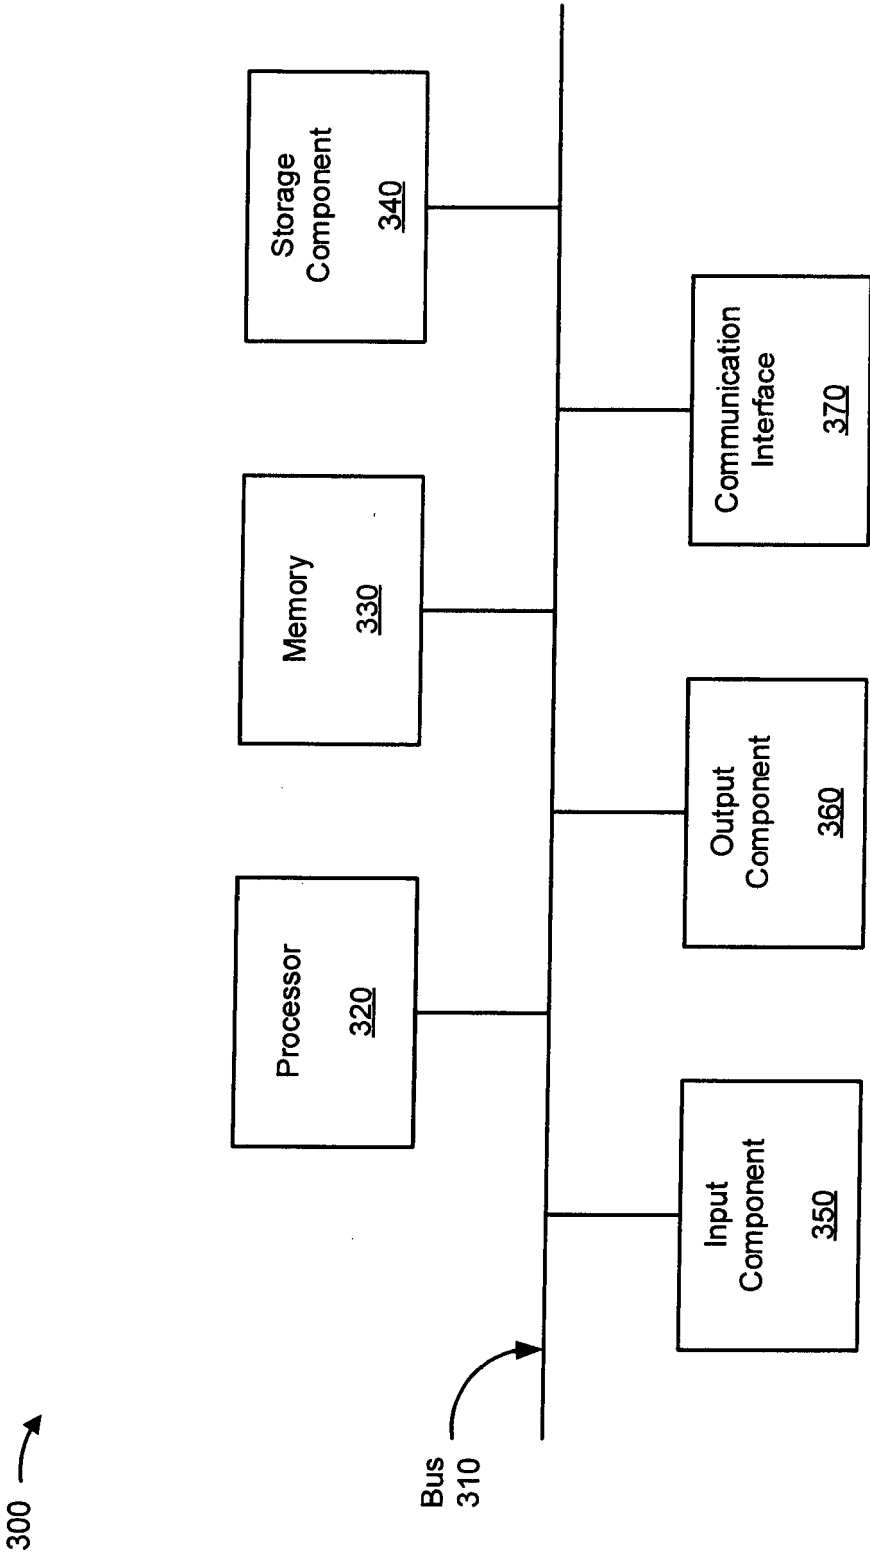 300
Processor
320
Memory
330
Storage
Component
340
Bus
310
Input
Component
350
Output
Component
360
Communication
Interface
370